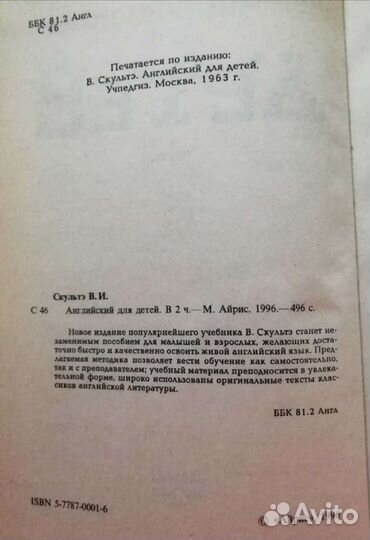 ББК 81.2 Англ
С 46
Печатается по изданию:
В. Скультэ. Английский для детей.
Учпедгиз. Москва, 1963 г.
Скультэ В.И.
С 46 Английский для детей. В 2 ч.— М. Айрис. 1996.—496 с.
Новое издание популярнейшего учебника В. Скультэ станет не-
заменимым пособием для малышей и взрослых, желающих доста-
точно быстро и качественно освоить живой английский язык. Пред-
лагаемая методика позволяет вести обучение как самостоятельно,
так и с преподавателем; учебный материал преподносится в увлека-
тельной форме, широко использованы оригинальные тексты клас-
сиков английской литературы.
ББК 81.2 Англ
ISBN 5-7787-0001-6
©
Avito